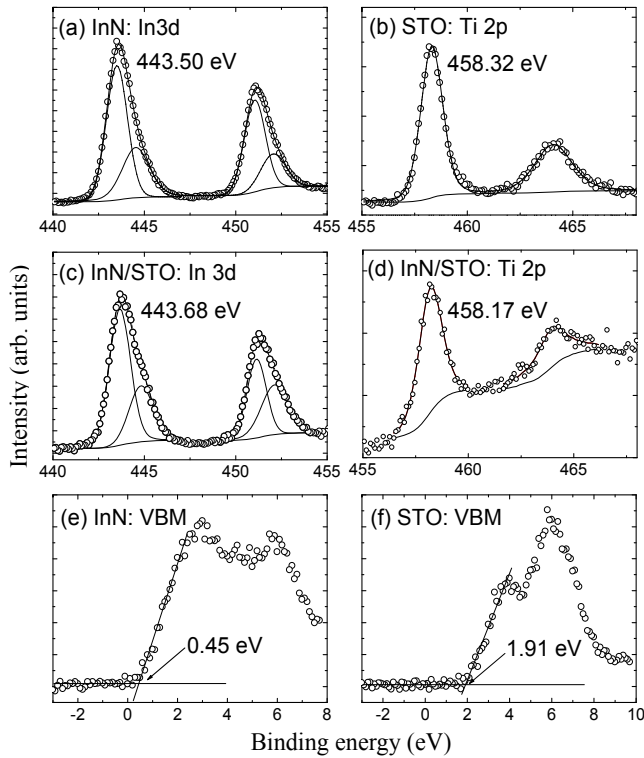 (a) InN: In3d
443.50 eV
440 445 450 455
(b) STO: Ti 2p
458.32 eV
455 460 465
(c) InN/STO: In 3d
443.68 eV
440 445 450 455
(d) InN/STO: Ti 2p
458.17 eV
455 460 465
(e) InN: VBM
0.45 eV
-2 0 2 4 6 8
(f) STO: VBM
1.91 eV
-2 0 2 4 6 8 10
Intensity (arb. units)
Binding energy (eV)